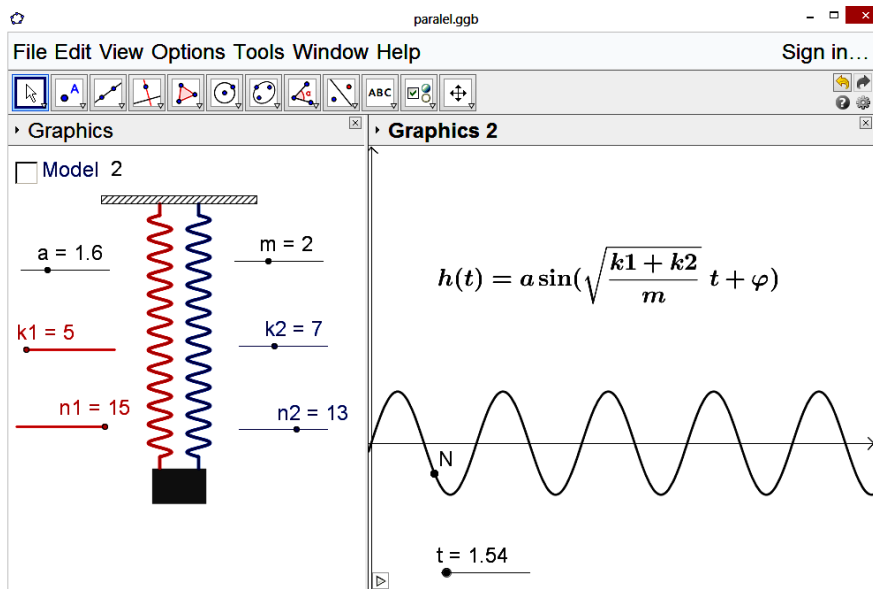 paralel.ggb
File Edit View Options Tools Window Help Sign in...
A ABC α
Graphics
Graphics 2
Model 2
a = 1.6
m = 2
k1 = 5
k2 = 7
n1 = 15
n2 = 13
h(t) = a sin(√((k1 + k2)/m) t + φ)
N
t = 1.54